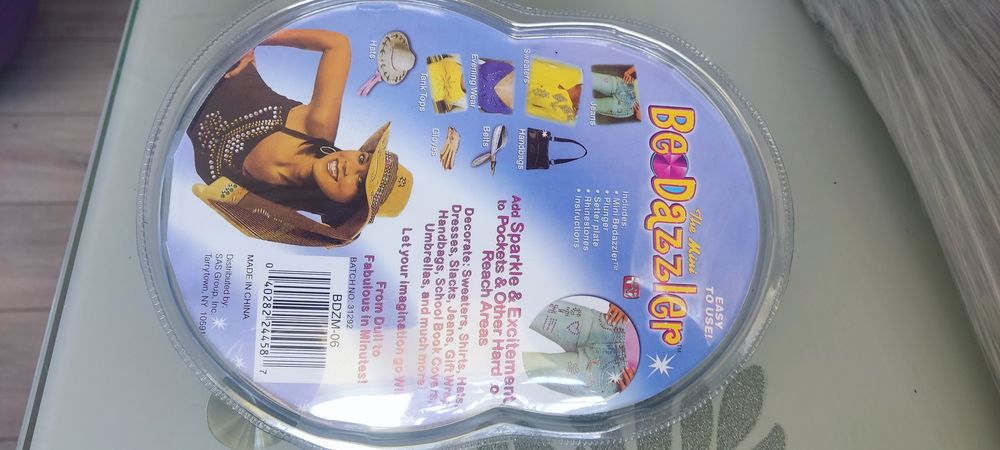 The Mini
BeDazzler™
EASY
TO USE!
Includes:
• Mini Bedazzler™
• Plunger
• Setter plate
• Rhinestones
• Instructions
Jeans
Sweaters
Evening Wear
Tank Tops
Hats
Handbags
Belts
Gloves
Add Sparkle & Excitement
to Pockets & Other Hard to
Reach Areas
Decorate: Sweaters, Shirts, Hats,
Dresses, Slacks, Jeans, Gift Wrap,
Handbags, School Book Covers,
Umbrellas, and much more!
Let your imagination go
From Dull to
Fabulous in Minutes!
BATCH NO. 31292
BDZM-06
0 40282 24458 7
MADE IN CHINA
Distributed by:
SAS Group, Inc.
Tarrytown, NY 10591